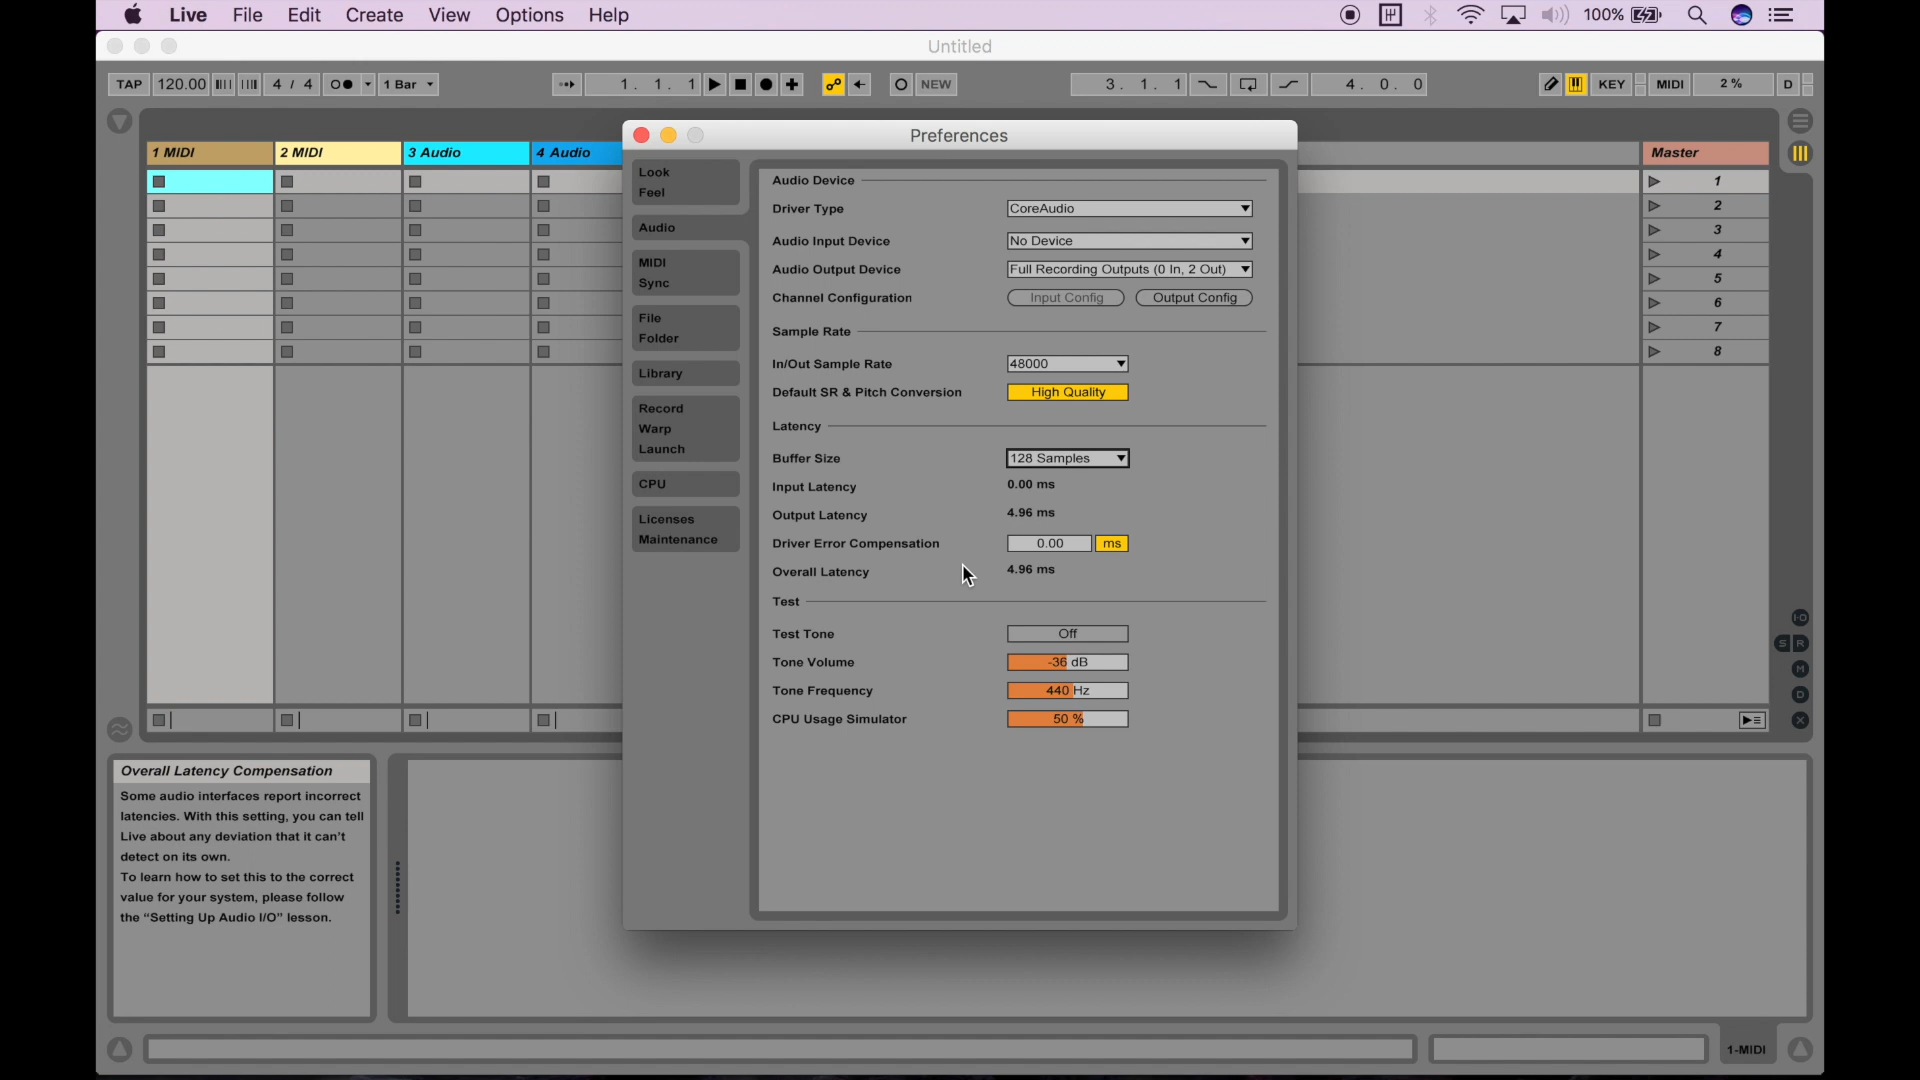 Live File Edit Create View Options Help 100%
Untitled
TAP 120.00 4 / 4 1 Bar 1. 1. 1 NEW 3. 1. 1 4. 0. 0 KEY MIDI 2 % D
Preferences
1 MIDI 2 MIDI 3 Audio 4 Audio Master
1
2
3
4
5
6
7
8
Look
Feel
Audio
MIDI
Sync
File
Folder
Library
Record
Warp
Launch
CPU
Licenses
Maintenance
Audio Device
Driver Type CoreAudio
Audio Input Device No Device
Audio Output Device Full Recording Outputs (0 In, 2 Out)
Channel Configuration Input Config Output Config
Sample Rate
In/Out Sample Rate 48000
Default SR & Pitch Conversion High Quality
Latency
Buffer Size 128 Samples
Input Latency 0.00 ms
Output Latency 4.96 ms
Driver Error Compensation 0.00 ms
Overall Latency 4.96 ms
Test
Test Tone Off
Tone Volume -36 dB
Tone Frequency 440 Hz
CPU Usage Simulator 50 %
I·O
S R
M
D
X
Overall Latency Compensation
Some audio interfaces report incorrect
latencies. With this setting, you can tell
Live about any deviation that it can't
detect on its own.
To learn how to set this to the correct
value for your system, please follow
the “Setting Up Audio I/O” lesson.
1-MIDI